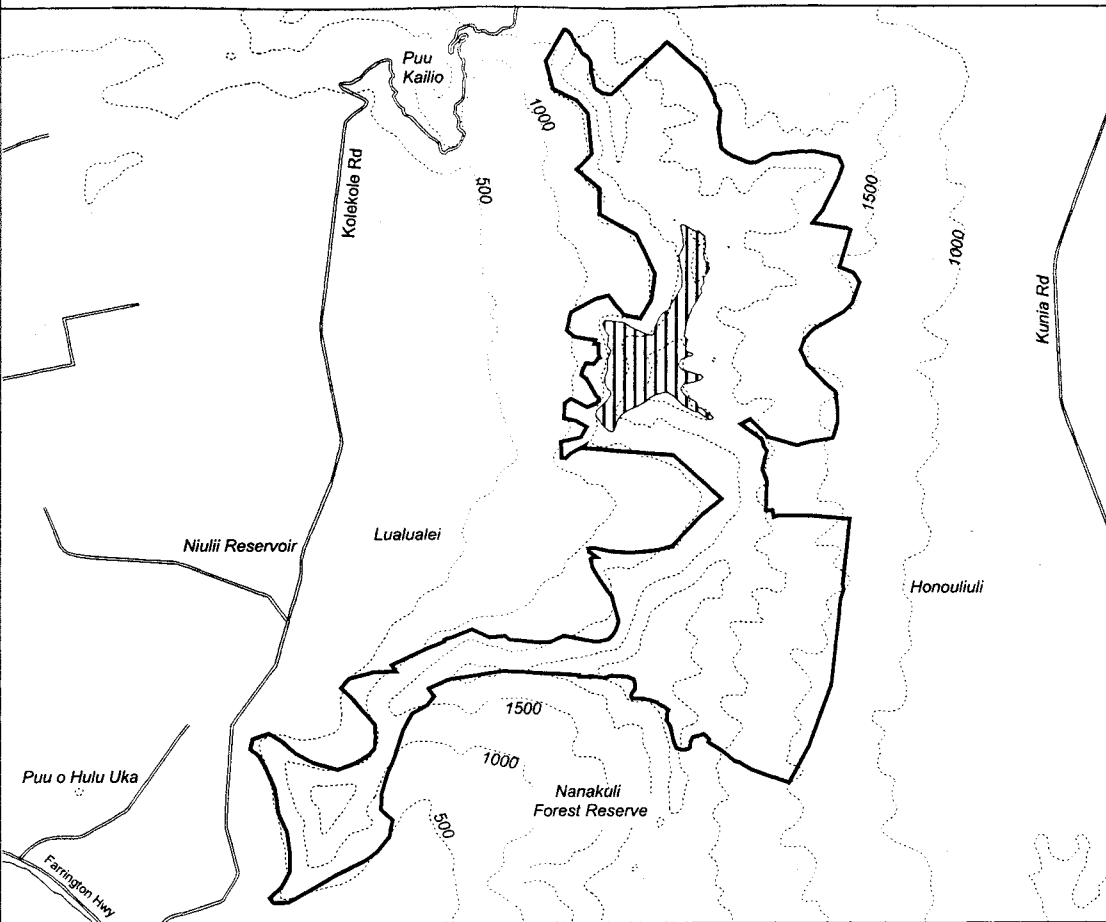 Puu
Kailio
1000
Kolekole Rd
500
1500
1000
Kunia Rd
Niulii Reservoir
Lualualei
Honouliuli
1500
1000
Puu o Hulu Uka
Nanakuli
Forest Reserve
500
Farrington Hwy